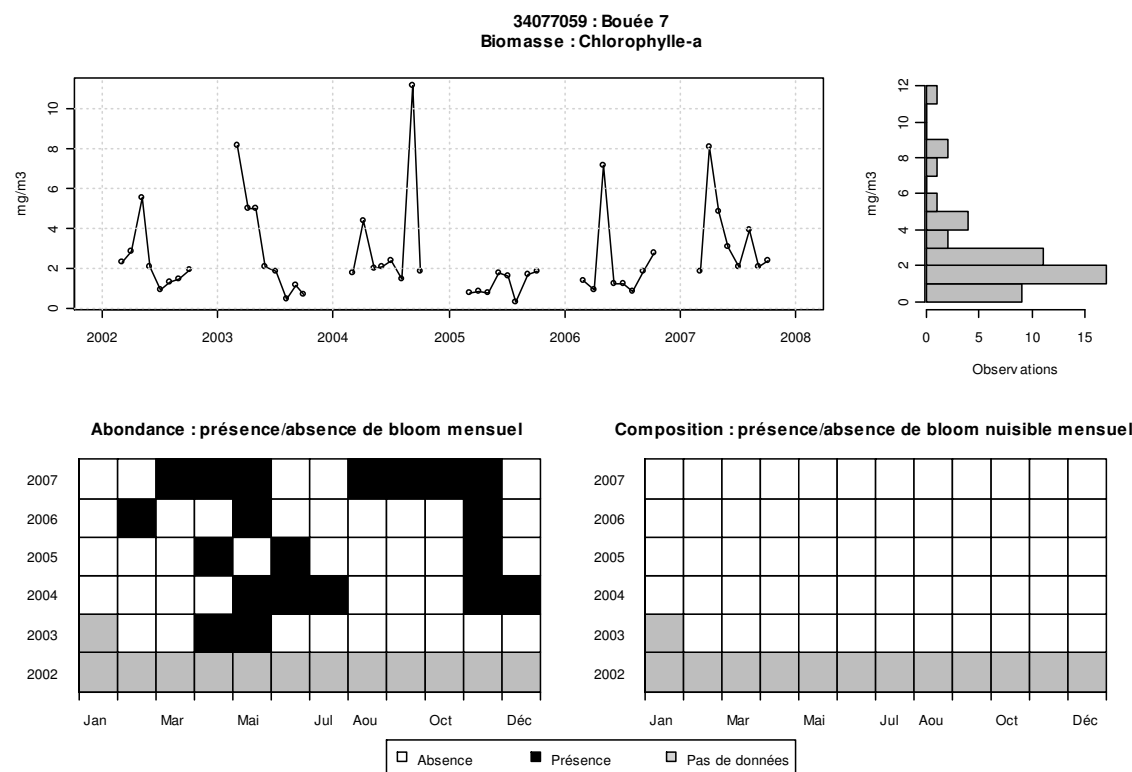 34077059 : Bouée 7
Biomasse : Chlorophylle-a
mg/m3
0 2 4 6 8 10
2002 2003 2004 2005 2006 2007 2008
mg/m3
0 2 4 6 8 10 12
0 5 10 15
Observations
Abondance : présence/absence de bloom mensuel
2007
2006
2005
2004
2003
2002
Jan Mar Mai Jul Aou Oct Déc
Composition : présence/absence de bloom nuisible mensuel
2007
2006
2005
2004
2003
2002
Jan Mar Mai Jul Aou Oct Déc
Absence Présence Pas de données